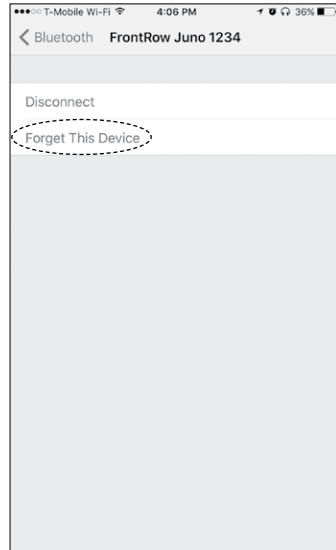 T-Mobile Wi-Fi 4:06 PM 36%
Bluetooth FrontRow Juno 1234
Disconnect
Forget This Device